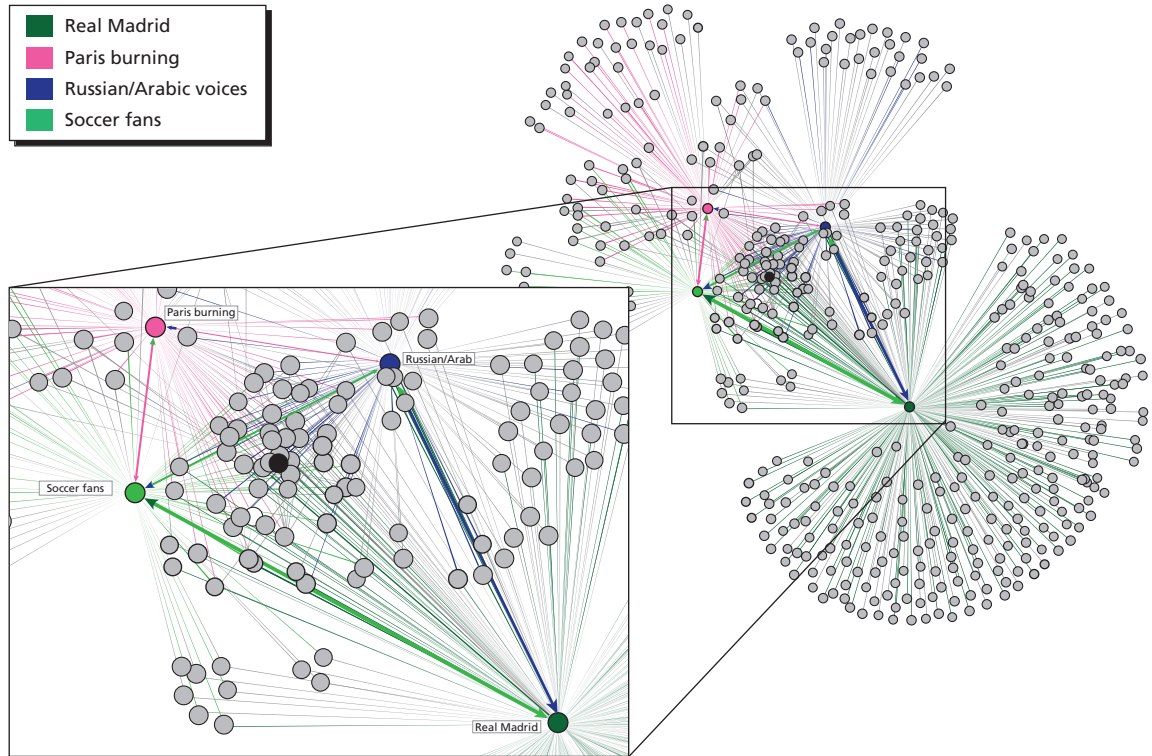 Real Madrid
Paris burning
Russian/Arabic voices
Soccer fans
Paris burning
Russian/Arab
Soccer fans
Real Madrid